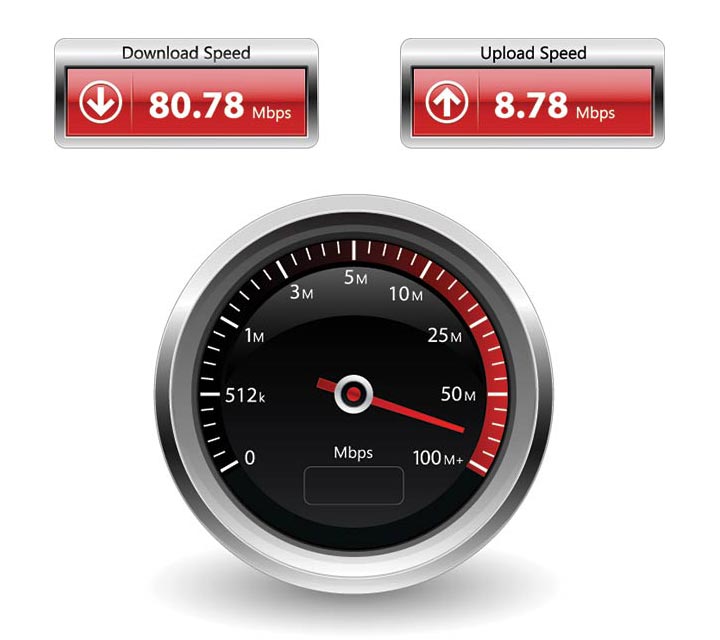 Download Speed
80.78 Mbps
Upload Speed
8.78 Mbps
5M
3M
10M
1M
25M
512k
50M
Mbps
0
100M+